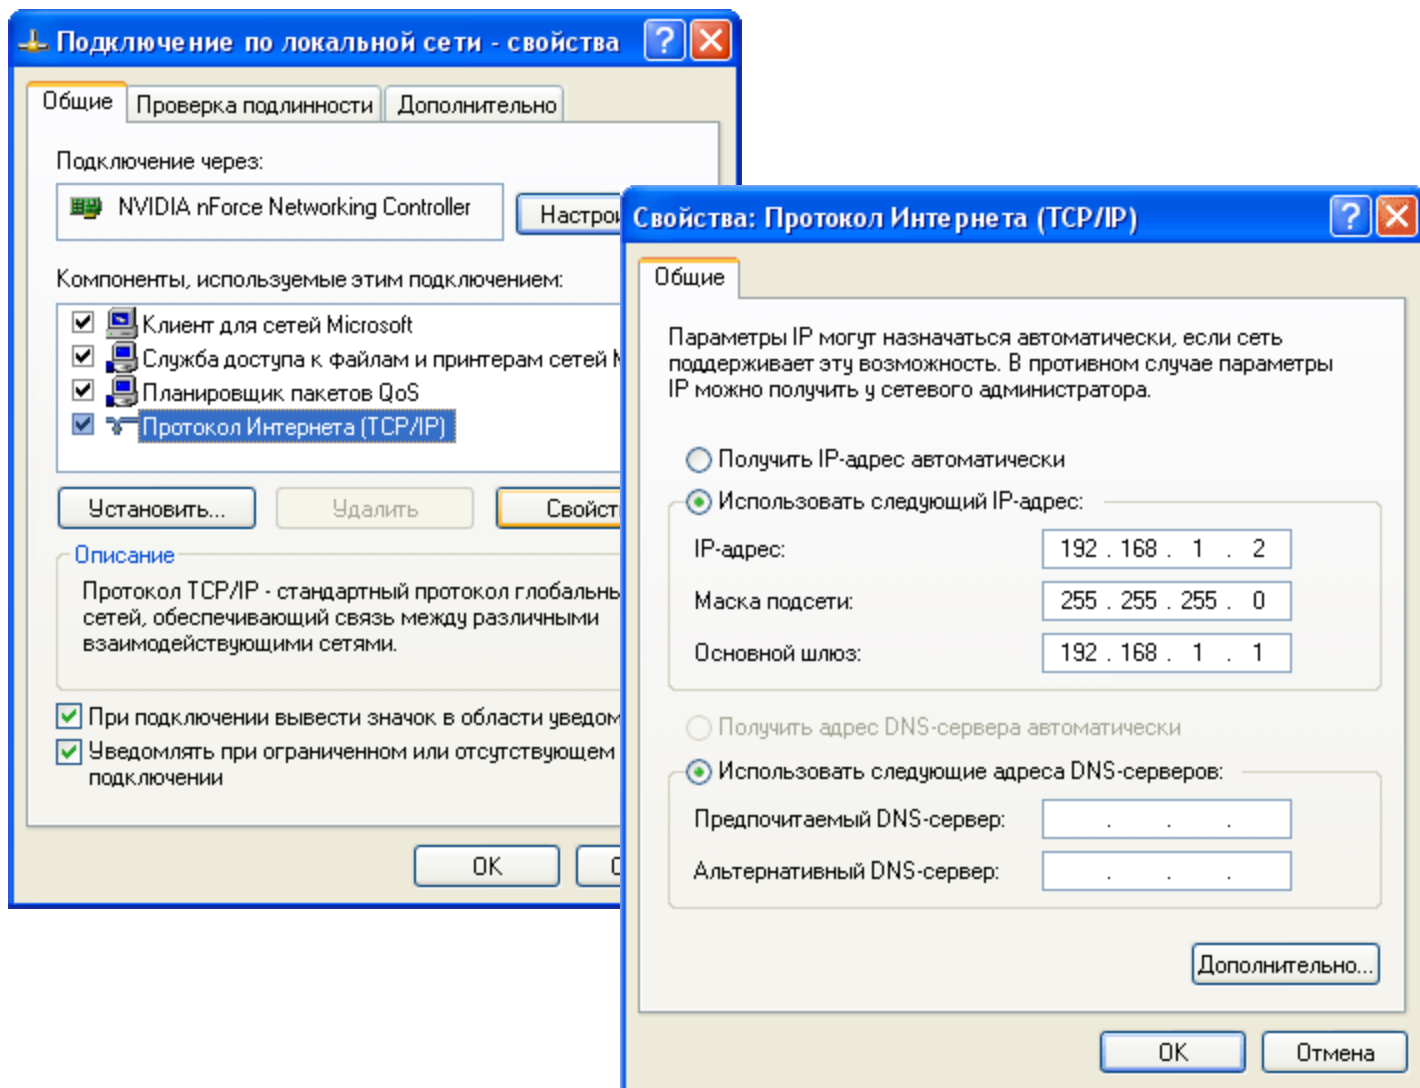 Подключение по локальной сети - свойства
Общие
Проверка подлинности
Дополнительно
Подключение через:
NVIDIA nForce Networking Controller
Настрои
Компоненты, используемые этим подключением:
Клиент для сетей Microsoft
Служба доступа к файлам и принтерам сетей M
Планировщик пакетов QoS
Протокол Интернета (TCP/IP)
Установить...
Удалить
Свойст
Описание
Протокол TCP/IP - стандартный протокол глобальны
сетей, обеспечивающий связь между различными
взаимодействующими сетями.
При подключении вывести значок в области уведом
Уведомлять при ограниченном или отсутствующем
подключении
OK
Свойства: Протокол Интернета (TCP/IP)
Общие
Параметры IP могут назначаться автоматически, если сеть
поддерживает эту возможность. В противном случае параметры
IP можно получить у сетевого администратора.
Получить IP-адрес автоматически
Использовать следующий IP-адрес:
IP-адрес:
192 . 168 . 1 . 2
Маска подсети:
255 . 255 . 255 . 0
Основной шлюз:
192 . 168 . 1 . 1
Получить адрес DNS-сервера автоматически
Использовать следующие адреса DNS-серверов:
Предпочитаемый DNS-сервер:
. . .
Альтернативный DNS-сервер:
. . .
Дополнительно...
OK
Отмена